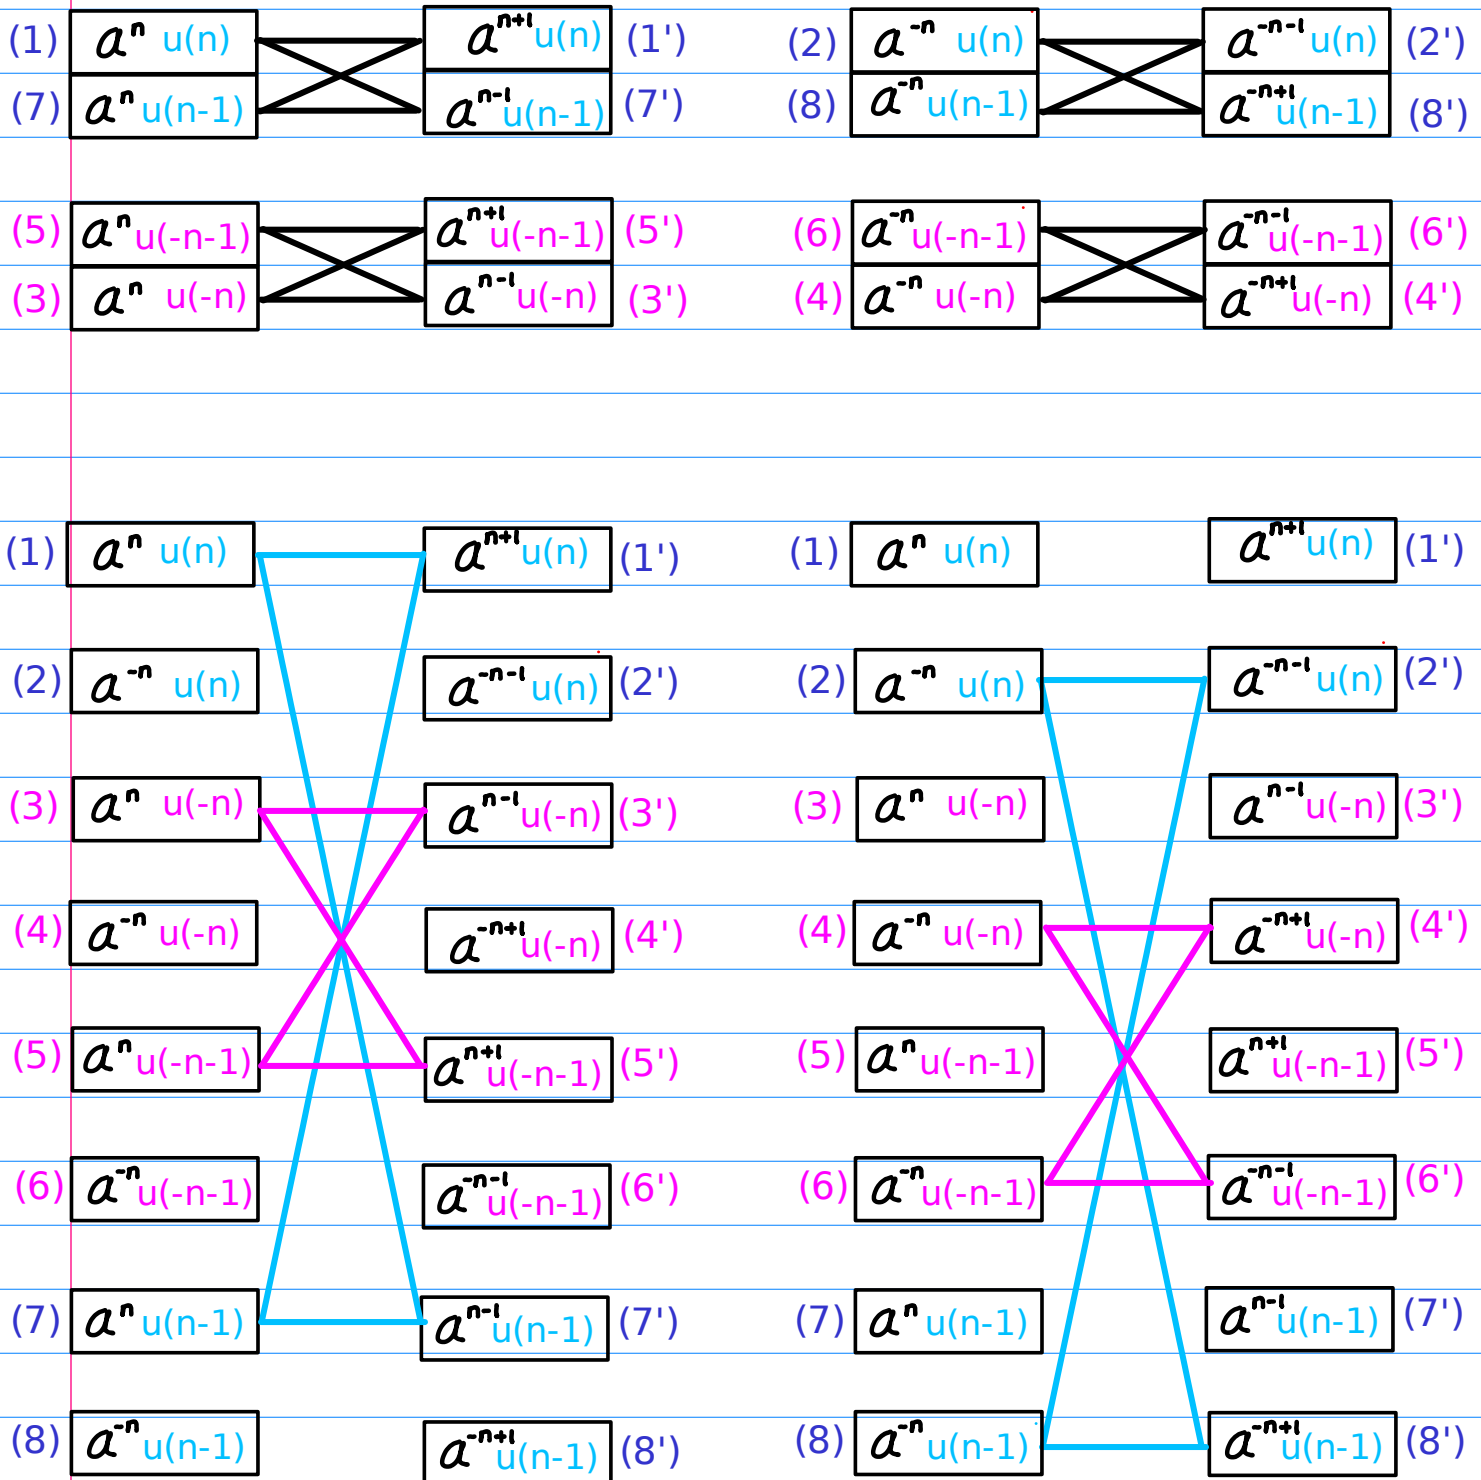 (1) aⁿ u(n) aⁿ⁺¹ u(n) (1') (2) a⁻ⁿ u(n) a⁻ⁿ⁻¹ u(n) (2')
(7) aⁿ u(n-1) aⁿ⁻¹ u(n-1) (7') (8) a⁻ⁿ u(n-1) a⁻ⁿ⁺¹ u(n-1) (8')
(5) aⁿ u(-n-1) aⁿ⁺¹ u(-n-1) (5') (6) a⁻ⁿ u(-n-1) a⁻ⁿ⁻¹ u(-n-1) (6')
(3) aⁿ u(-n) aⁿ⁻¹ u(-n) (3') (4) a⁻ⁿ u(-n) a⁻ⁿ⁺¹ u(-n) (4')
(1) aⁿ u(n) aⁿ⁺¹ u(n) (1') (1) aⁿ u(n) aⁿ⁺¹ u(n) (1')
(2) a⁻ⁿ u(n) a⁻ⁿ⁻¹ u(n) (2') (2) a⁻ⁿ u(n) a⁻ⁿ⁻¹ u(n) (2')
(3) aⁿ u(-n) aⁿ⁻¹ u(-n) (3') (3) aⁿ u(-n) aⁿ⁻¹ u(-n) (3')
(4) a⁻ⁿ u(-n) a⁻ⁿ⁺¹ u(-n) (4') (4) a⁻ⁿ u(-n) a⁻ⁿ⁺¹ u(-n) (4')
(5) aⁿ u(-n-1) aⁿ⁺¹ u(-n-1) (5') (5) aⁿ u(-n-1) aⁿ⁺¹ u(-n-1) (5')
(6) a⁻ⁿ u(-n-1) a⁻ⁿ⁻¹ u(-n-1) (6') (6) a⁻ⁿ u(-n-1) a⁻ⁿ⁻¹ u(-n-1) (6')
(7) aⁿ u(n-1) aⁿ⁻¹ u(n-1) (7') (7) aⁿ u(n-1) aⁿ⁻¹ u(n-1) (7')
(8) a⁻ⁿ u(n-1) a⁻ⁿ⁺¹ u(n-1) (8') (8) a⁻ⁿ u(n-1) a⁻ⁿ⁺¹ u(n-1) (8')